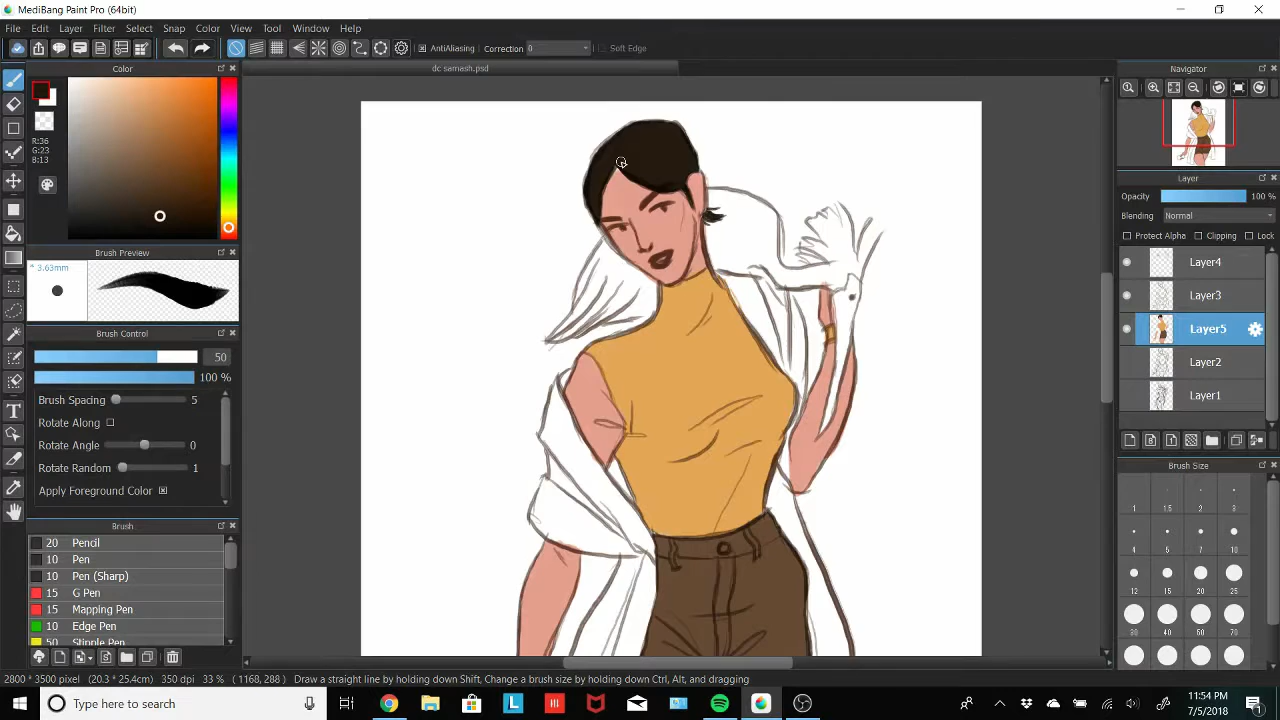 MediBang Paint Pro (64bit)
File Edit Layer Filter Select Snap Color View Tool Window Help
AntiAliasing Correction 0 Soft Edge
Color
dc samash.psd
Navigator
R:36
G:23
B:13
Layer
Opacity 100 %
Blending Normal
Protect Alpha Clipping Lock
Brush Preview
3.63mm
Layer4
Layer3
Layer5
Layer2
Layer1
Brush Control
50
100 %
Brush Spacing 5
Rotate Along
Rotate Angle 0
Rotate Random 1
Apply Foreground Color
Brush Size
1 1.5 2 3
4 5 7 10
12 15 20 25
30 40 50 70
Brush
20 Pencil
10 Pen
10 Pen (Sharp)
15 G Pen
15 Mapping Pen
10 Edge Pen
50 Stipple Pen
2800 * 3500 pixel (20.3 * 25.4cm) 350 dpi 33 % ( 1168, 288 ) Draw a straight line by holding down Shift, Change a brush size by holding down Ctrl, Alt, and dragging
Type here to search
11:54 PM
7/5/2018